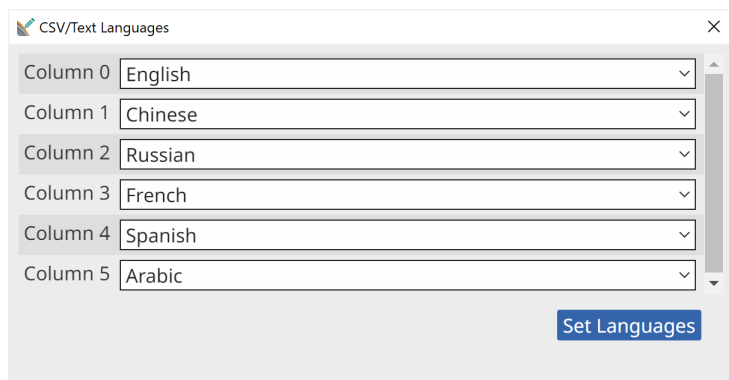 CSV/Text Languages
Column 0 English
Column 1 Chinese
Column 2 Russian
Column 3 French
Column 4 Spanish
Column 5 Arabic
Set Languages